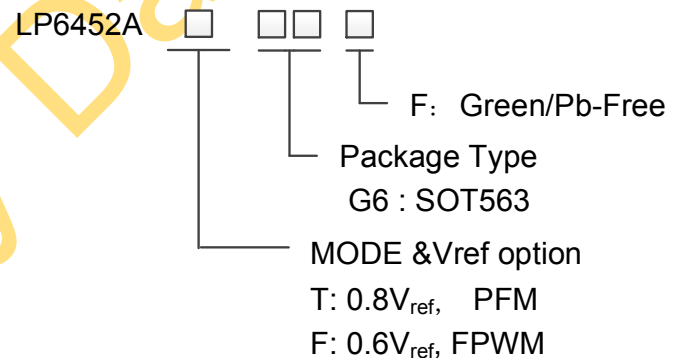 LP6452A □ □□ □
F： Green/Pb-Free
Package Type
G6 : SOT563
MODE &Vref option
T: 0.8Vref， PFM
F: 0.6Vref, FPWM